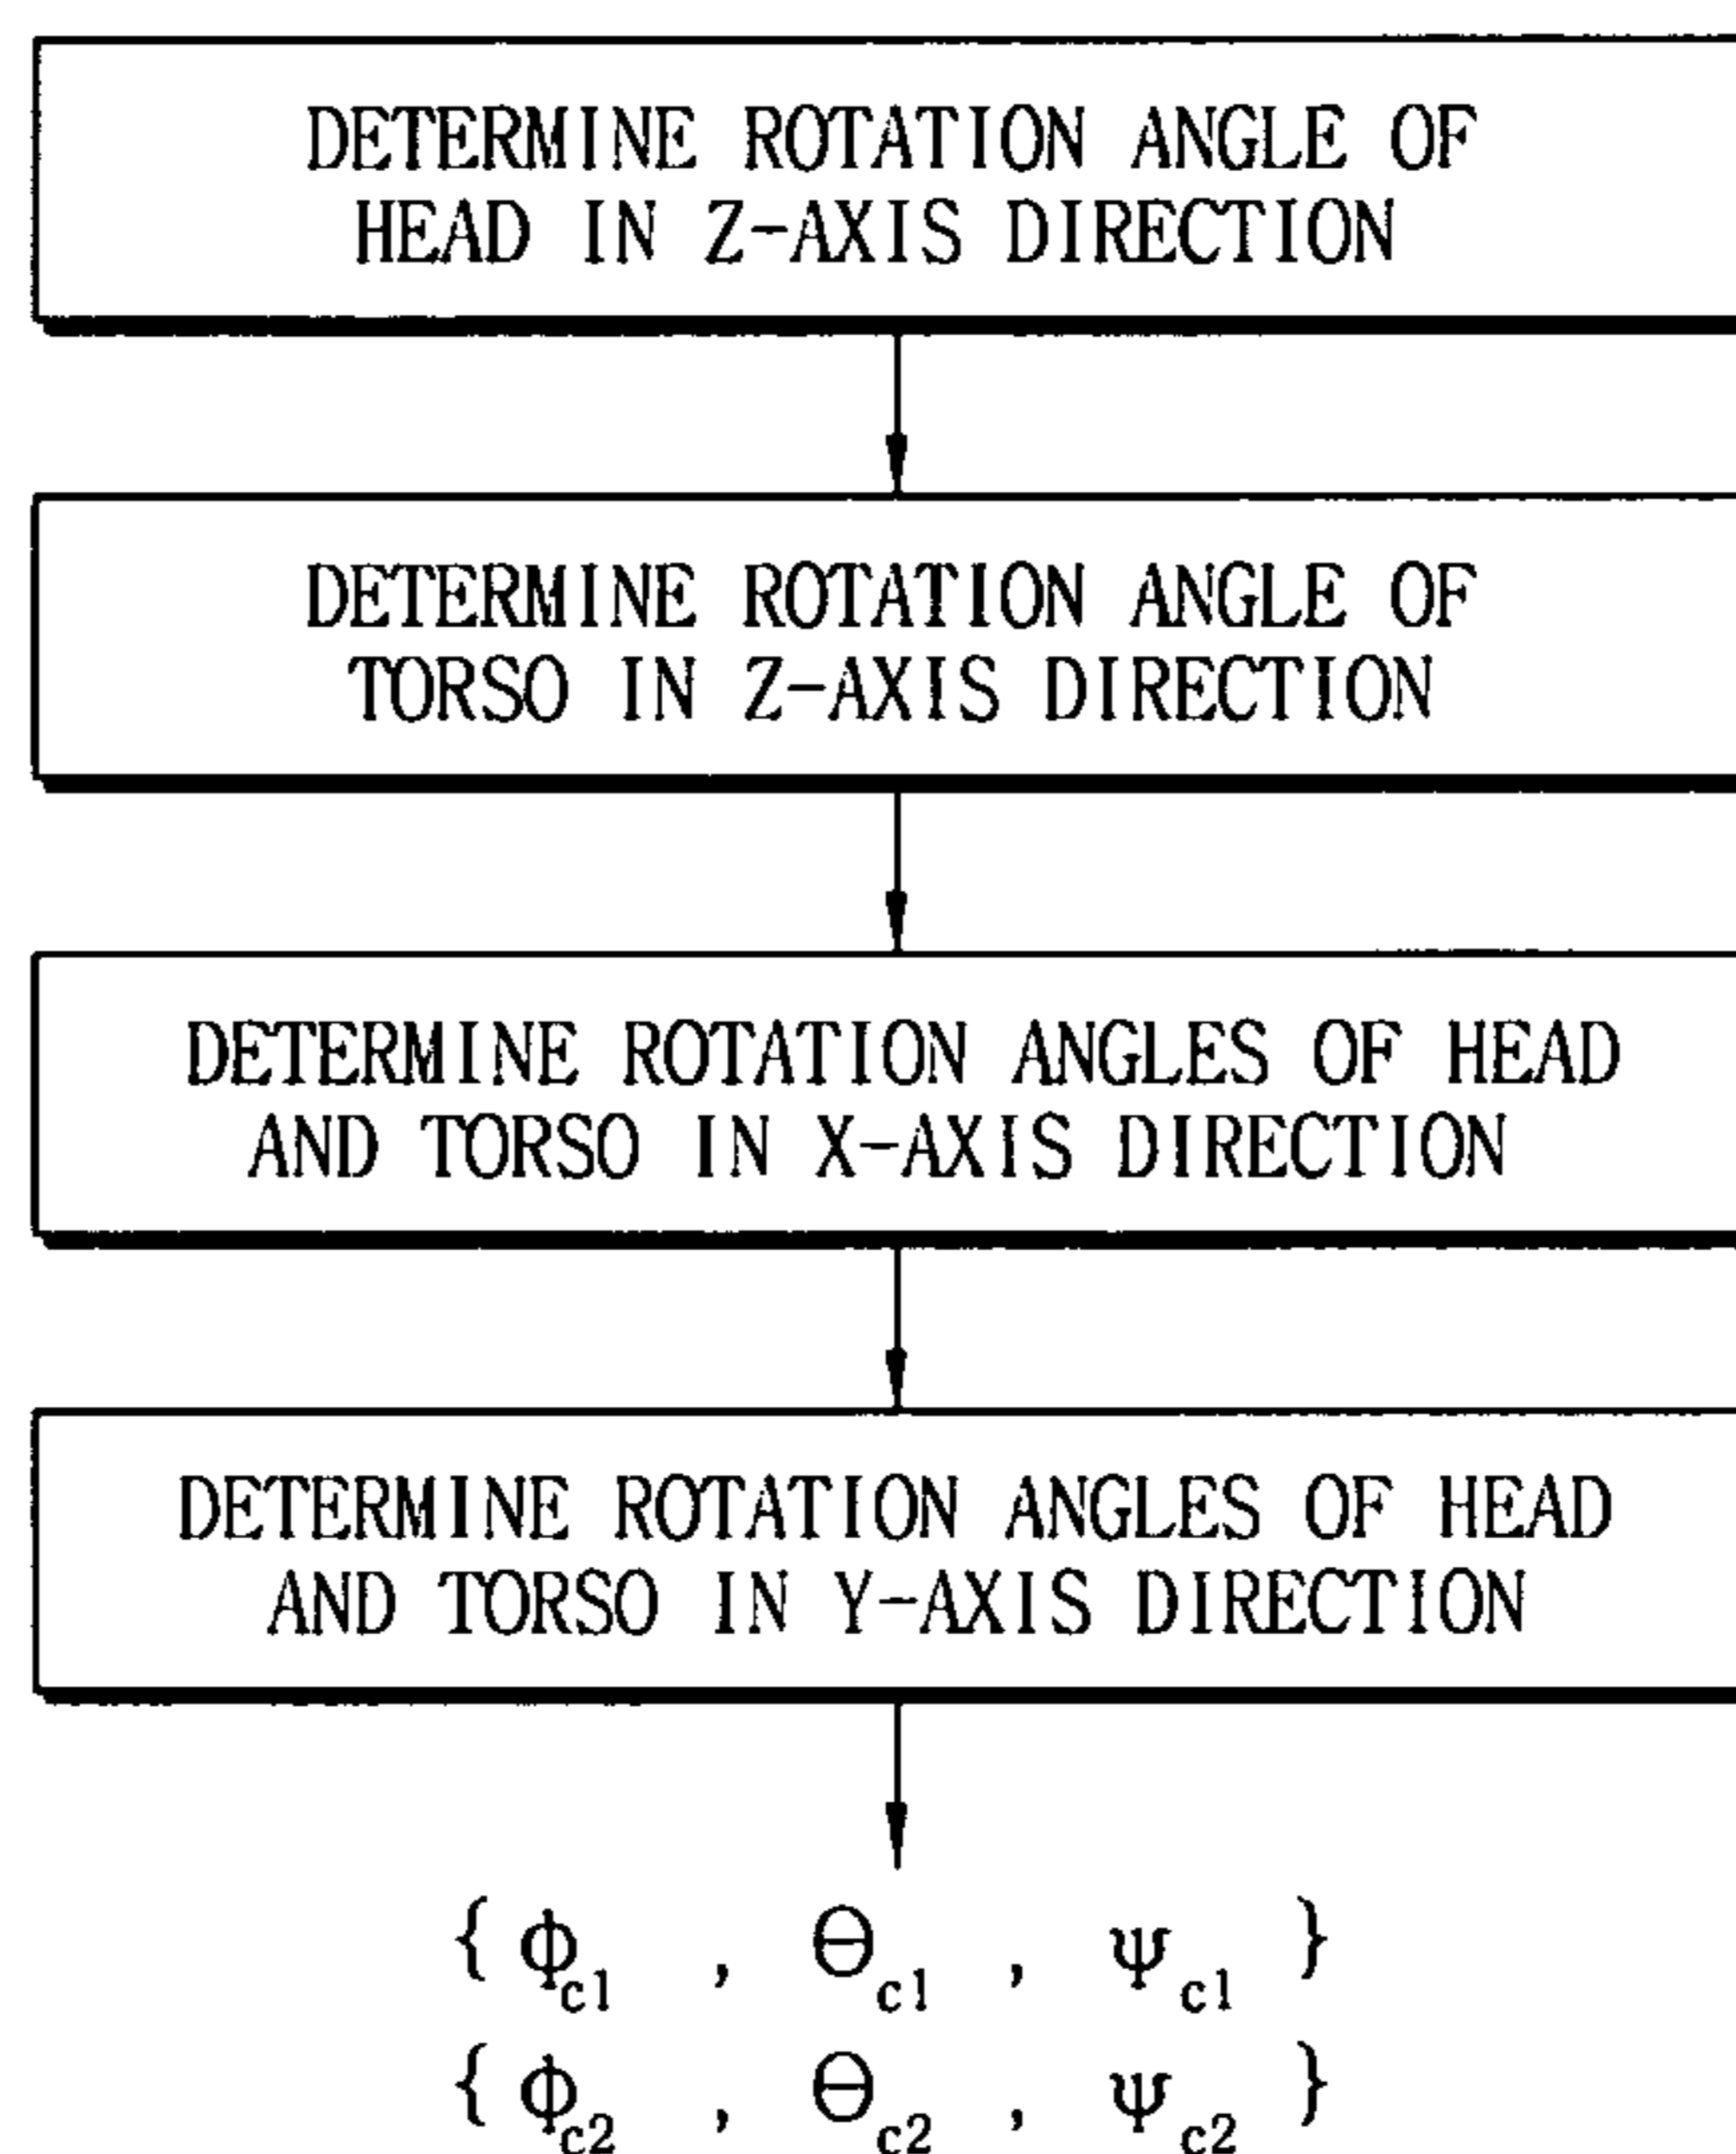 DETERMINE ROTATION ANGLE OF
HEAD IN Z-AXIS DIRECTION
DETERMINE ROTATION ANGLE OF
TORSO IN Z-AXIS DIRECTION
DETERMINE ROTATION ANGLES OF HEAD
AND TORSO IN X-AXIS DIRECTION
DETERMINE ROTATION ANGLES OF HEAD
AND TORSO IN Y-AXIS DIRECTION
{ ϕc1 , Θc1 , ψc1 }
{ ϕc2 , Θc2 , ψc2 }